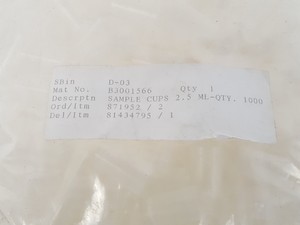 SBin D-03
Mat No. B3001566 Qty 1
Descrptn SAMPLE CUPS 2.5 ML-QTY. 1000
Ord/itm 871952 / 2
Del/Itm 81434795 / 1